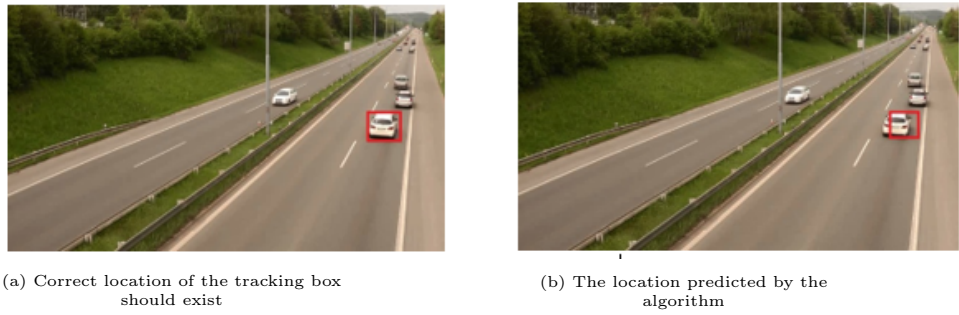 (a) Correct location of the tracking box
should exist
(b) The location predicted by the
algorithm